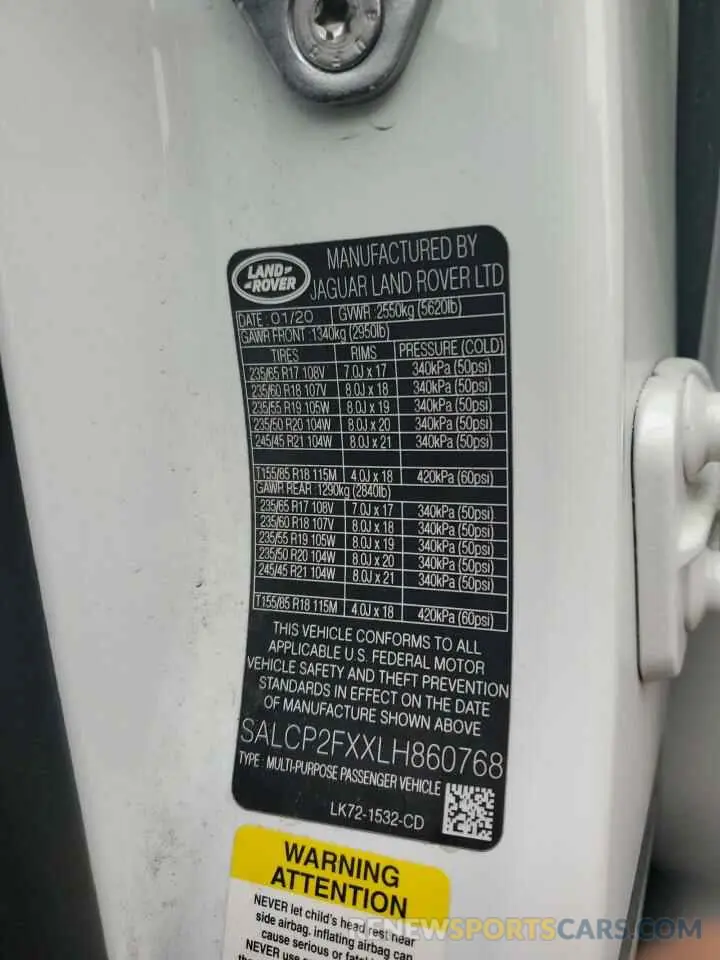 LAND ROVER
MANUFACTURED BY
JAGUAR LAND ROVER LTD
DATE : 01/20 GVWR :2550kg (5620lb)
GAWR FRONT : 1340kg (2950lb)
TIRES RIMS PRESSURE (COLD)
235/65 R17 108V 7.0J x 17 340kPa (50psi)
235/60 R18 107V 8.0J x 18 340kPa (50psi)
235/55 R19 105W 8.0J x 19 340kPa (50psi)
235/50 R20 104W 8.0J x 20 340kPa (50psi)
245/45 R21 104W 8.0J x 21 340kPa (50psi)
T155/85 R18 115M 4.0J x 18 420kPa (60psi)
GAWR REAR : 1290kg (2840lb)
235/65 R17 108V 7.0J x 17 340kPa (50psi)
235/60 R18 107V 8.0J x 18 340kPa (50psi)
235/55 R19 105W 8.0J x 19 340kPa (50psi)
235/50 R20 104W 8.0J x 20 340kPa (50psi)
245/45 R21 104W 8.0J x 21 340kPa (50psi)
T155/85 R18 115M 4.0J x 18 420kPa (60psi)
THIS VEHICLE CONFORMS TO ALL
APPLICABLE U.S. FEDERAL MOTOR
VEHICLE SAFETY AND THEFT PREVENTION
STANDARDS IN EFFECT ON THE DATE
OF MANUFACTURE SHOWN ABOVE
SALCP2FXXLH860768
TYPE : MULTI-PURPOSE PASSENGER VEHICLE
LK72-1532-CD
WARNING
ATTENTION
NEVER let child's head rest near
side airbag, inflating airbag can
cause serious or fatal
NEVER use
RENEWSPORTSCARS.COM